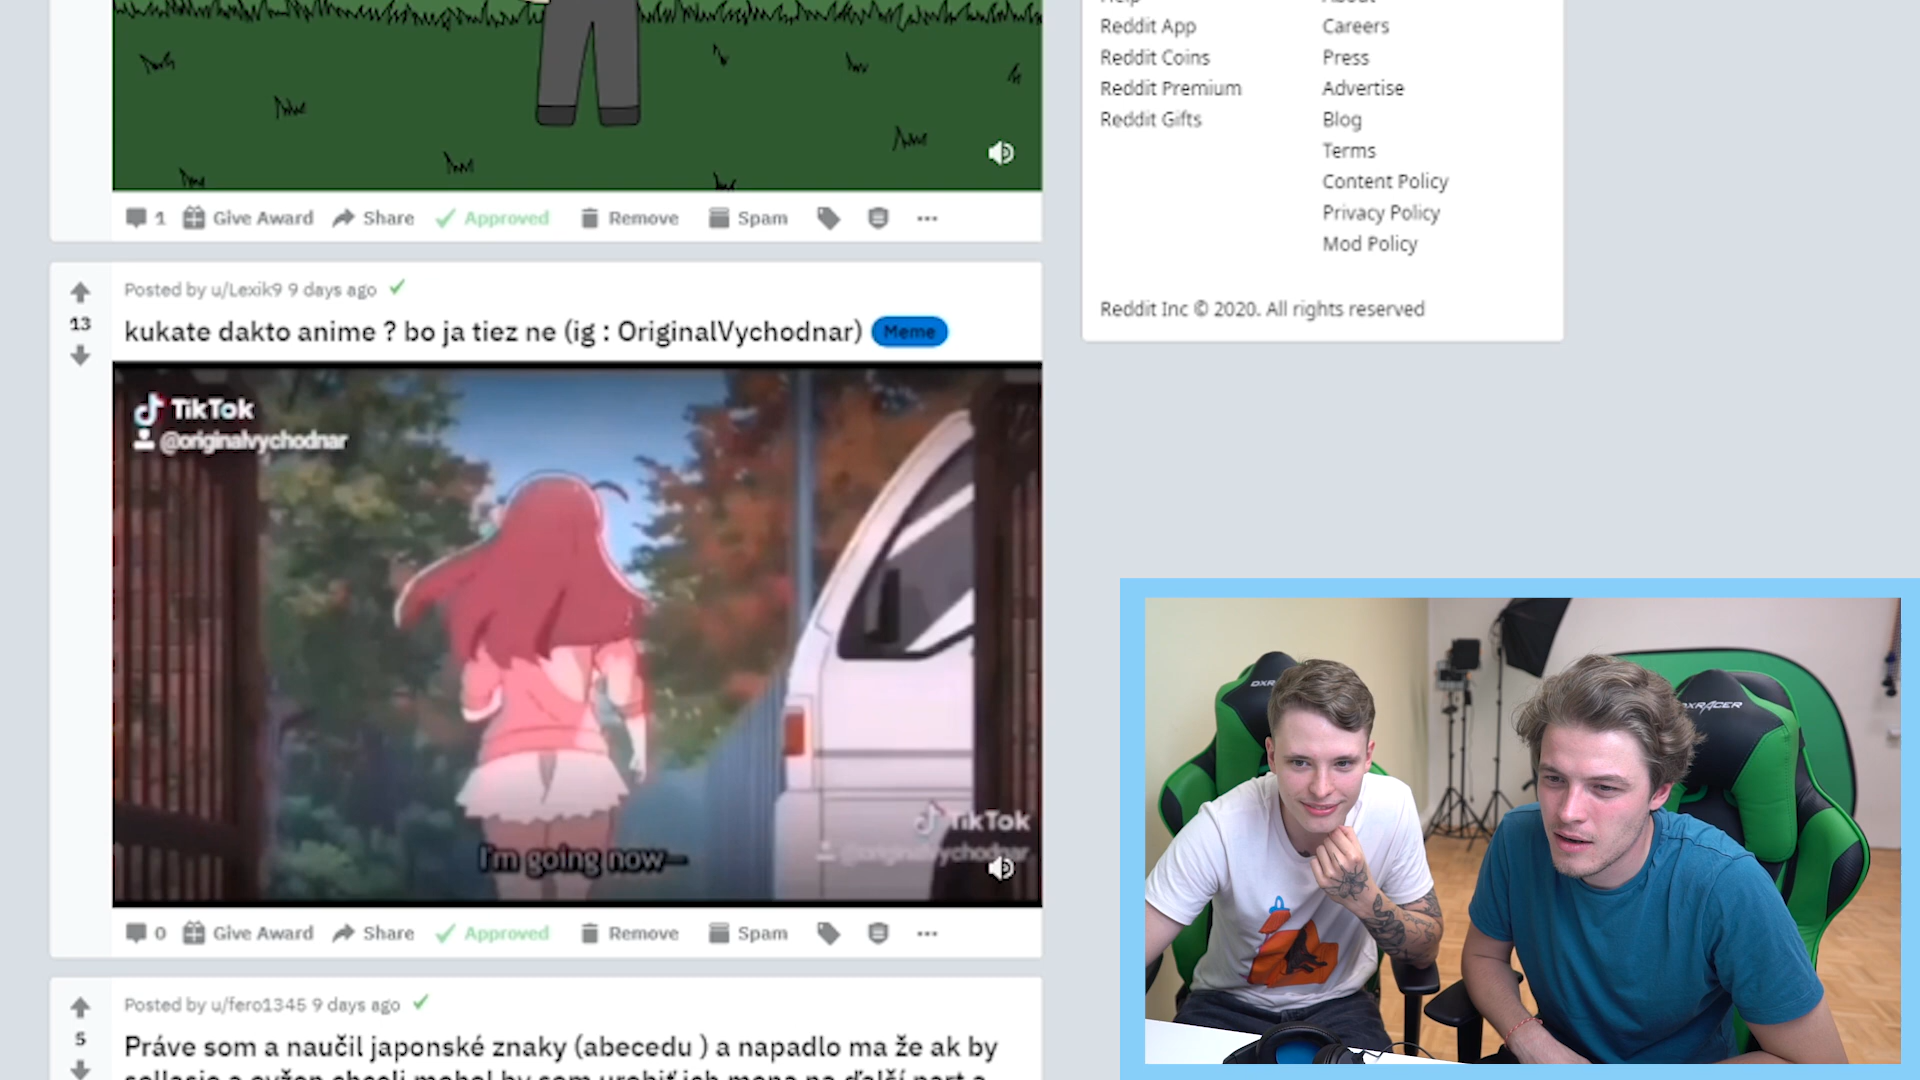 Reddit App
Careers
Reddit Coins
Press
Reddit Premium
Advertise
Reddit Gifts
Blog
Terms
Content Policy
Privacy Policy
Mod Policy
Reddit Inc © 2020. All rights reserved
1 Give Award Share Approved Remove Spam
Posted by u/Lexik9 9 days ago
13
kukate dakto anime ? bo ja tiez ne (ig : OriginalVychodnar) Meme
TikTok
@originalvychodnar
I'm going now—
TikTok
@originalvychodnar
0 Give Award Share Approved Remove Spam
Posted by u/fero1345 9 days ago
5
Práve som a naučil japonské znaky (abecedu ) a napadlo ma že ak by
DXRACER